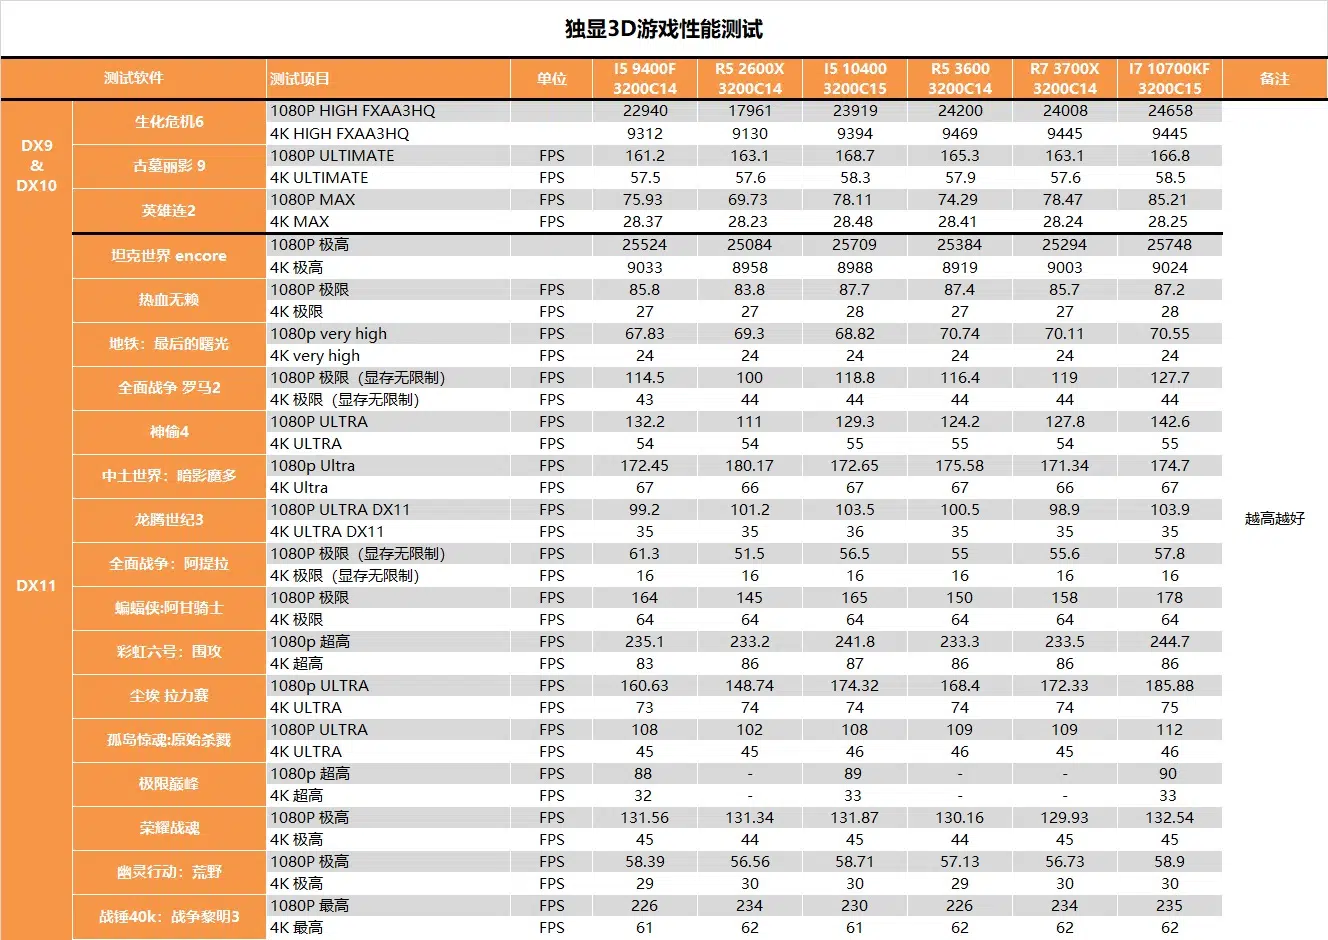 独显3D游戏性能测试
测试软件 测试项目 单位 I5 9400F 3200C14 R5 2600X 3200C14 I5 10400 3200C15 R5 3600 3200C14 R7 3700X 3200C14 I7 10700KF 3200C15 备注
DX9 & DX10
生化危机6 1080P HIGH FXAA3HQ 22940 17961 23919 24200 24008 24658
4K HIGH FXAA3HQ 9312 9130 9394 9469 9445 9445
古墓丽影 9 1080P ULTIMATE FPS 161.2 163.1 168.7 165.3 163.1 166.8
4K ULTIMATE FPS 57.5 57.6 58.3 57.9 57.6 58.5
英雄连2 1080P MAX FPS 75.93 69.73 78.11 74.29 78.47 85.21
4K MAX FPS 28.37 28.23 28.48 28.41 28.24 28.25
DX11
坦克世界 encore 1080P 极高 25524 25084 25709 25384 25294 25748
4K 极高 9033 8958 8988 8919 9003 9024
热血无赖 1080P 极限 FPS 85.8 83.8 87.7 87.4 85.7 87.2
4K 极限 FPS 27 27 28 27 27 28
地铁：最后的曙光 1080p very high FPS 67.83 69.3 68.82 70.74 70.11 70.55
4K very high FPS 24 24 24 24 24 24
全面战争 罗马2 1080P 极限（显存无限制） FPS 114.5 100 118.8 116.4 119 127.7
4K 极限（显存无限制） FPS 43 44 44 44 44 44
神偷4 1080P ULTRA FPS 132.2 111 129.3 124.2 127.8 142.6
4K ULTRA FPS 54 54 55 55 54 55
中土世界：暗影魔多 1080p Ultra FPS 172.45 180.17 172.65 175.58 171.34 174.7
4K Ultra FPS 67 66 67 67 66 67
龙腾世纪3 1080P ULTRA DX11 FPS 99.2 101.2 103.5 100.5 98.9 103.9
4K ULTRA DX11 FPS 35 35 36 35 35 35
越高越好
全面战争：阿提拉 1080P 极限（显存无限制） FPS 61.3 51.5 56.5 55 55.6 57.8
4K 极限（显存无限制） FPS 16 16 16 16 16 16
蝙蝠侠:阿甘骑士 1080P 极限 FPS 164 145 165 150 158 178
4K 极限 FPS 64 64 64 64 64 64
彩虹六号：围攻 1080p 超高 FPS 235.1 233.2 241.8 233.3 233.5 244.7
4K 超高 FPS 83 86 87 86 86 86
尘埃 拉力赛 1080p ULTRA FPS 160.63 148.74 174.32 168.4 172.33 185.88
4K ULTRA FPS 73 74 74 74 74 75
孤岛惊魂:原始杀戮 1080P ULTRA FPS 108 102 108 109 109 112
4K ULTRA FPS 45 45 46 46 45 46
极限巅峰 1080p 超高 FPS 88 - 89 - - 90
4K 超高 FPS 32 - 33 - - 33
荣耀战魂 1080P 极高 FPS 131.56 131.34 131.87 130.16 129.93 132.54
4K 极高 FPS 45 44 45 44 45 45
幽灵行动：荒野 1080P 极高 FPS 58.39 56.56 58.71 57.13 56.73 58.9
4K 极高 FPS 29 30 30 29 30 30
战锤40k：战争黎明3 1080P 最高 FPS 226 234 230 226 234 235
4K 最高 FPS 61 62 61 62 62 62